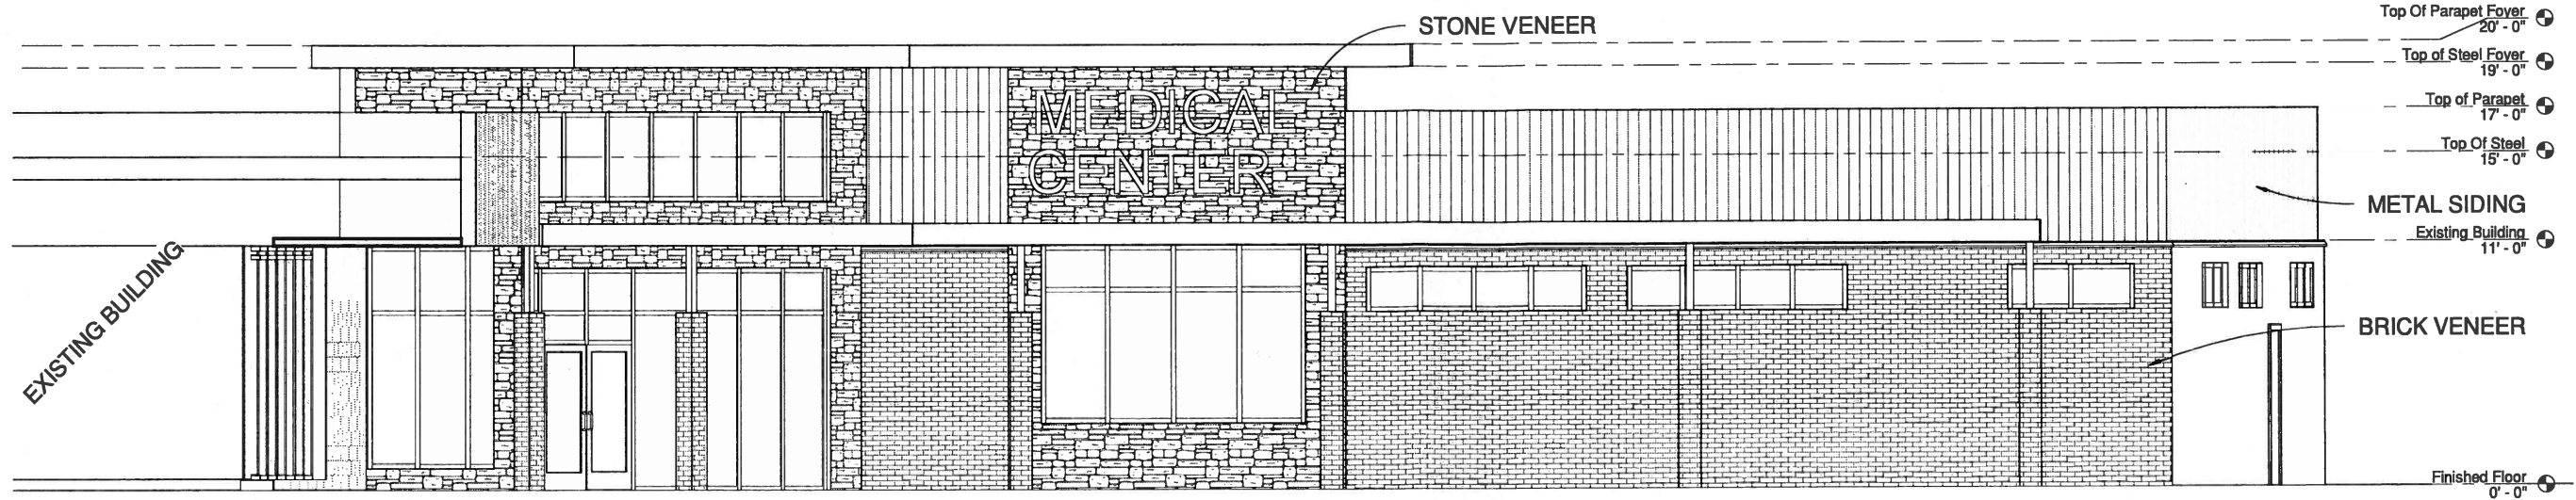 Top Of Parapet Foyer
20' - 0"
STONE VENEER
Top of Steel Foyer
19' - 0"
Top of Parapet
17' - 0"
MEDICAL
CENTER
Top Of Steel
15' - 0"
METAL SIDING
Existing Building
11' - 0"
EXISTING BUILDING
BRICK VENEER
Finished Floor
0' - 0"